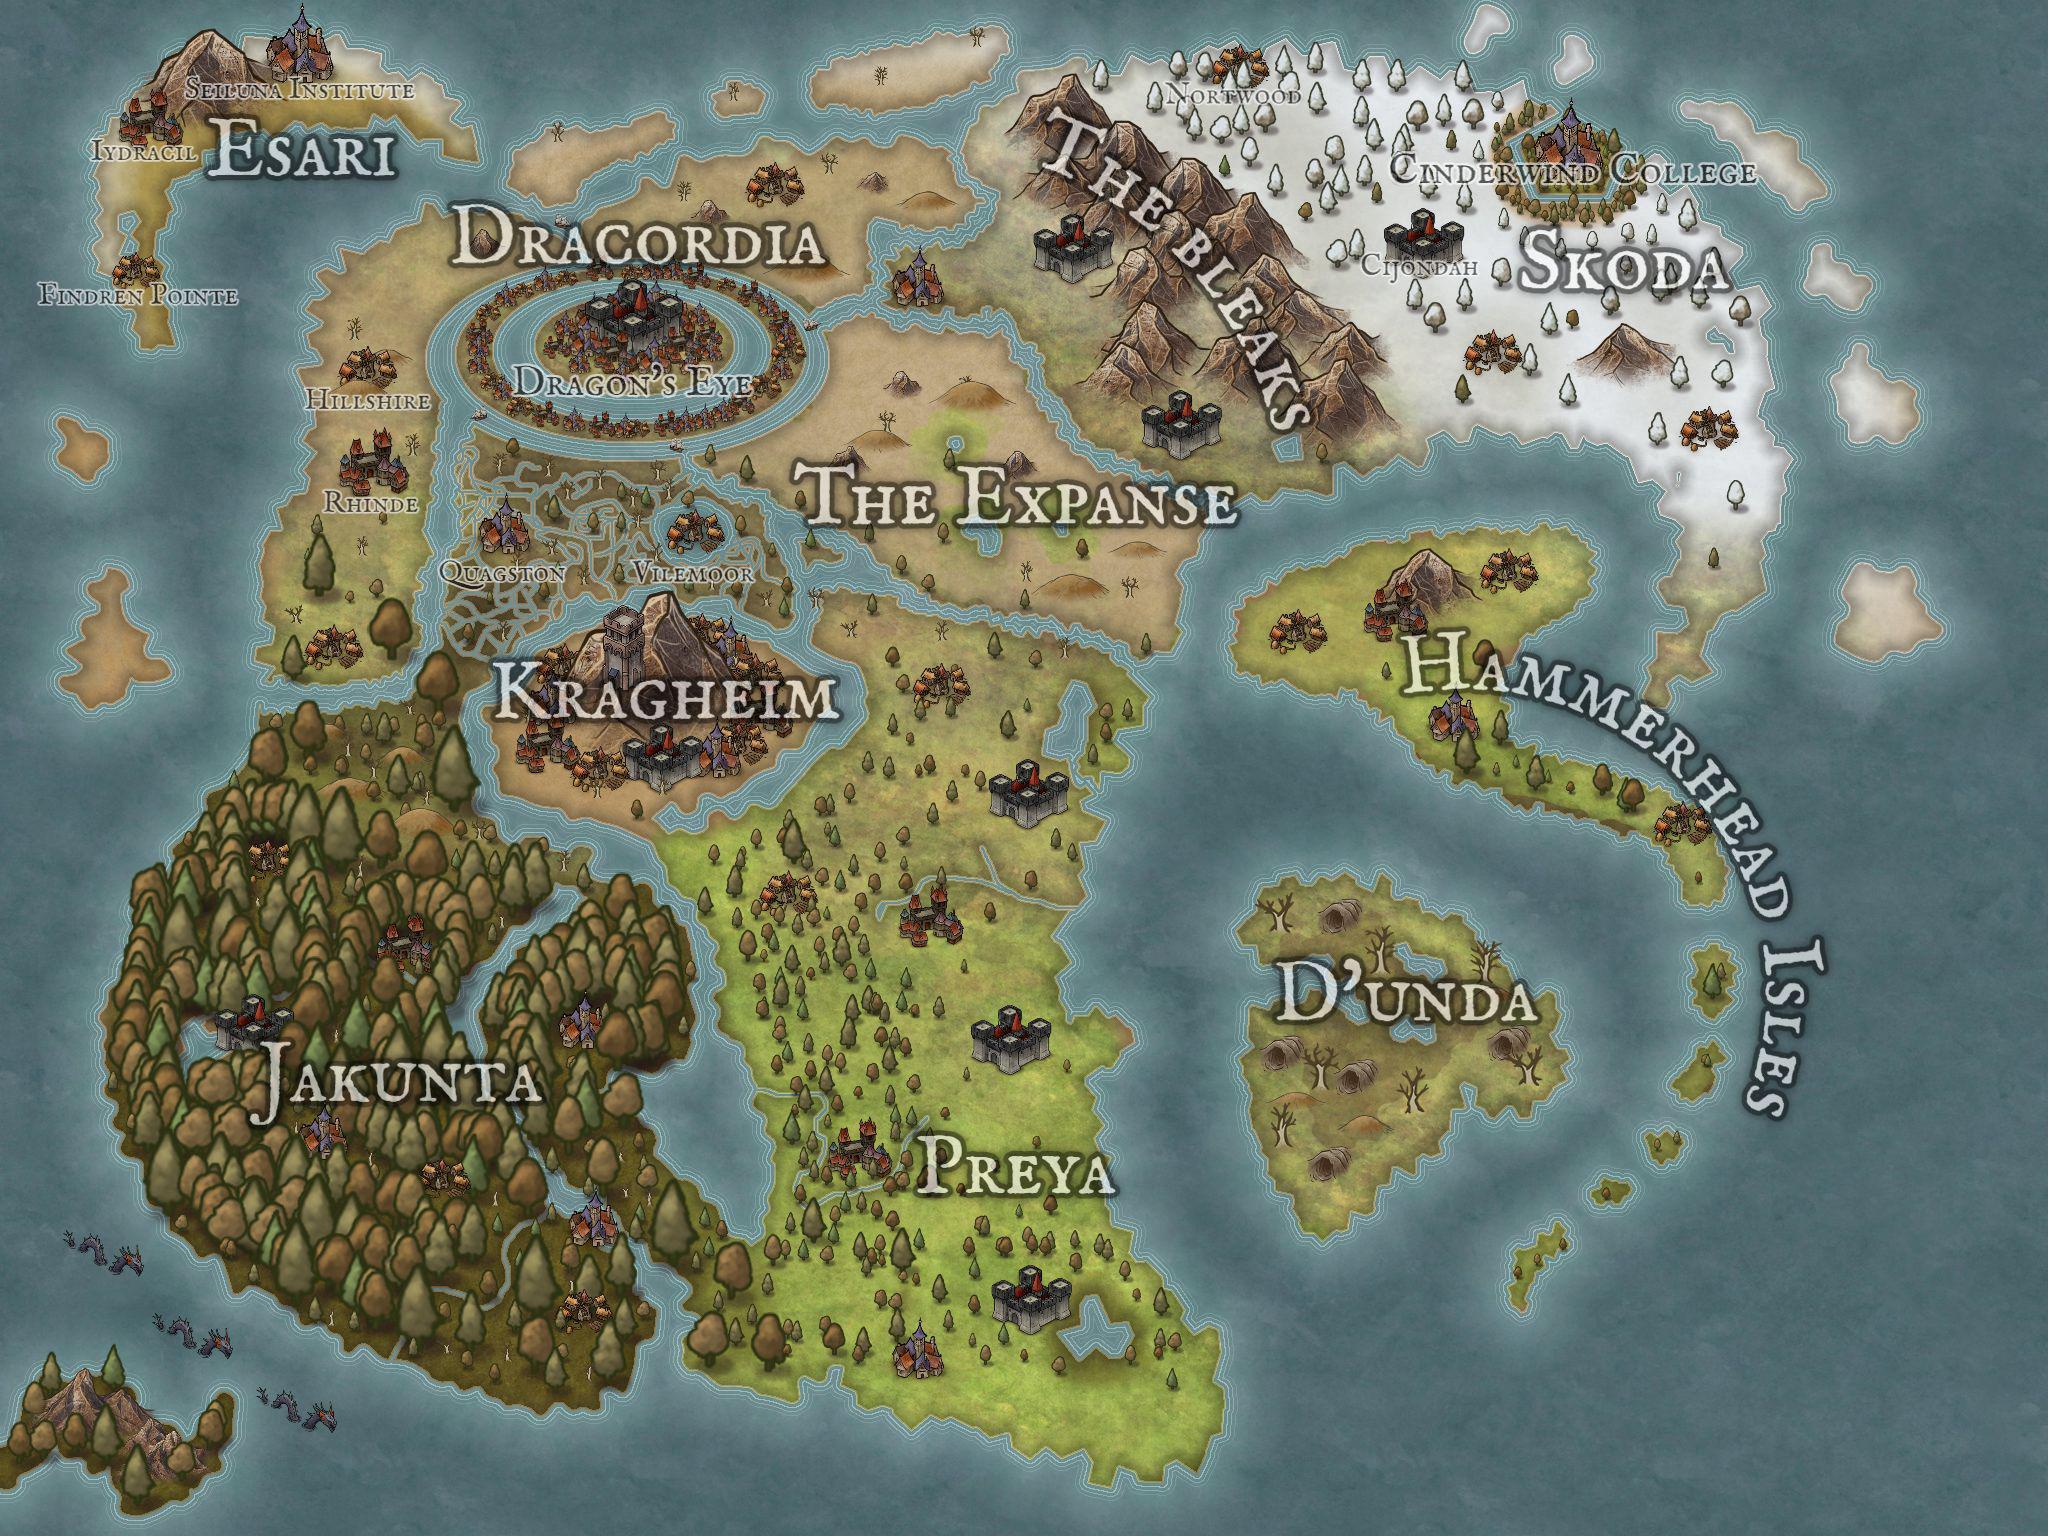 Seiluna Institute
Iydracil
Esari
Findren Pointe
Nortwood
The Bleaks
Cinderwind College
Cijondah
Skoda
Dracordia
Dragon's Eye
Hillshire
Rhinde
The Expanse
Quagston
Vilemoor
Kragheim
Hammerhead Isles
D'unda
Jakunta
Preya